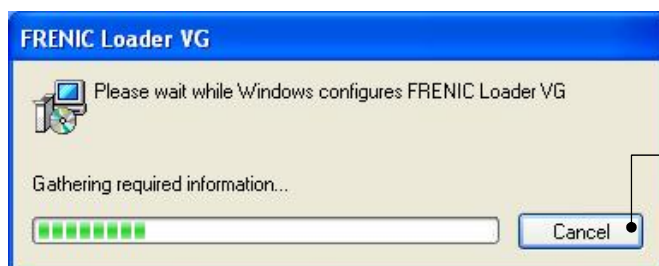 FRENIC Loader VG
Please wait while Windows configures FRENIC Loader VG
Gathering required information...
Cancel